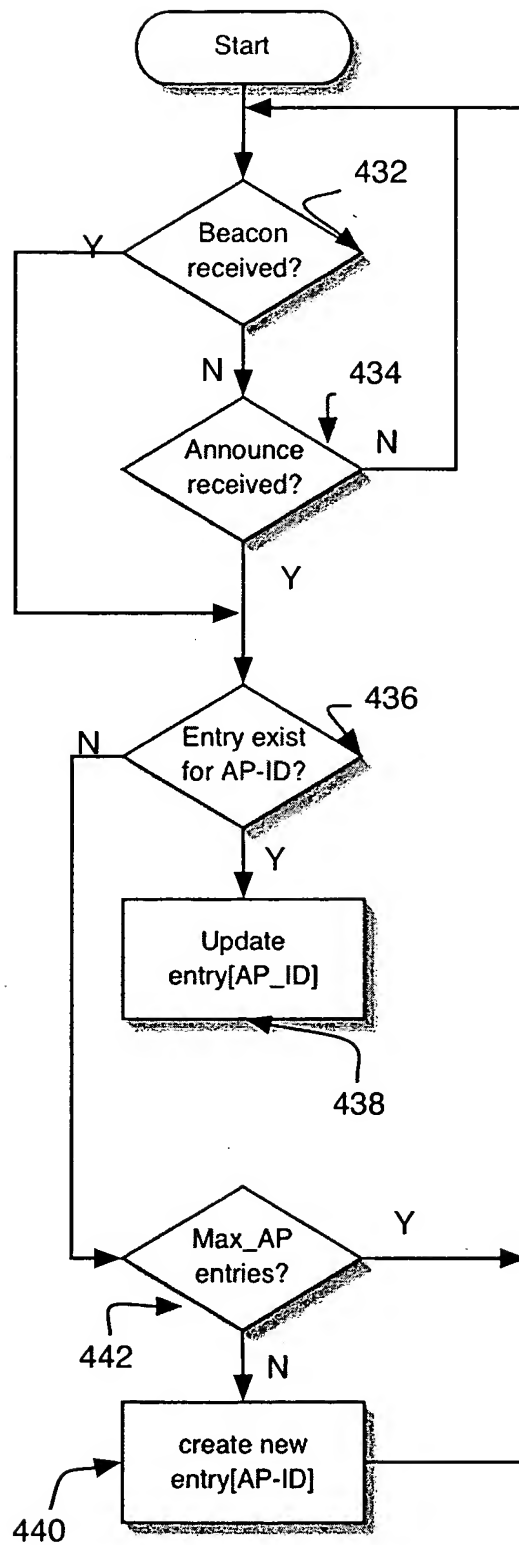 Start
432
Beacon
received?
Y
N
434
Announce
received?
N
Y
436
Entry exist
for AP-ID?
N
Y
Update
entry[AP_ID]
438
Max_AP
entries?
Y
442
N
create new
entry[AP-ID]
440